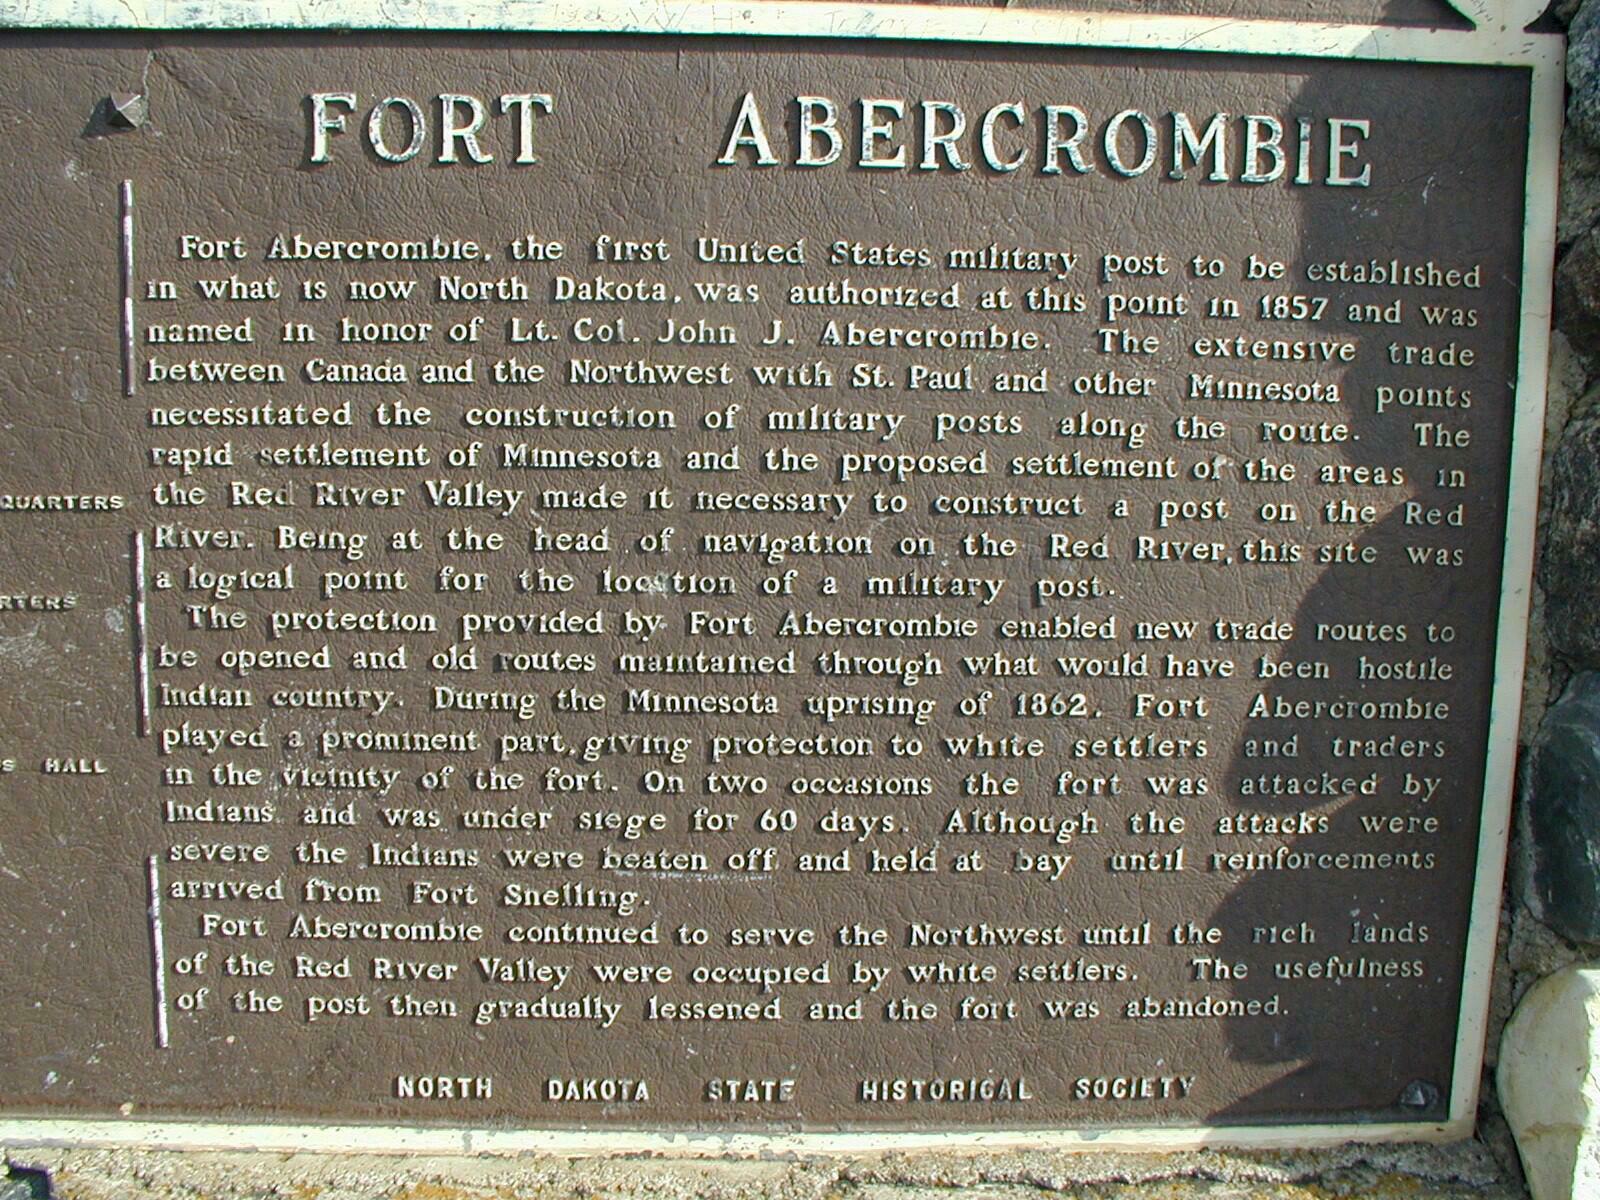 FORT ABERCROMBIE
Fort Abercrombie, the first United States military post to be established
in what is now North Dakota, was authorized at this point in 1857 and was
named in honor of Lt. Col. John J. Abercrombie. The extensive trade
between Canada and the Northwest with St. Paul and other Minnesota points
necessitated the construction of military posts along the route. The
rapid settlement of Minnesota and the proposed settlement of the areas in
the Red River Valley made it necessary to construct a post on the Red
River. Being at the head of navigation on the Red River, this site was
a logical point for the location of a military post.
The protection provided by Fort Abercrombie enabled new trade routes to
be opened and old routes maintained through what would have been hostile
Indian country. During the Minnesota uprising of 1862, Fort Abercrombie
played a prominent part, giving protection to white settlers and traders
in the vicinity of the fort. On two occasions the fort was attacked by
Indians and was under siege for 60 days. Although the attacks were
severe the Indians were beaten off and held at bay until reinforcements
arrived from Fort Snelling.
Fort Abercrombie continued to serve the Northwest until the rich lands
of the Red River Valley were occupied by white settlers. The usefulness
of the post then gradually lessened and the fort was abandoned.
NORTH DAKOTA STATE HISTORICAL SOCIETY
QUARTERS
RTERS
S HALL